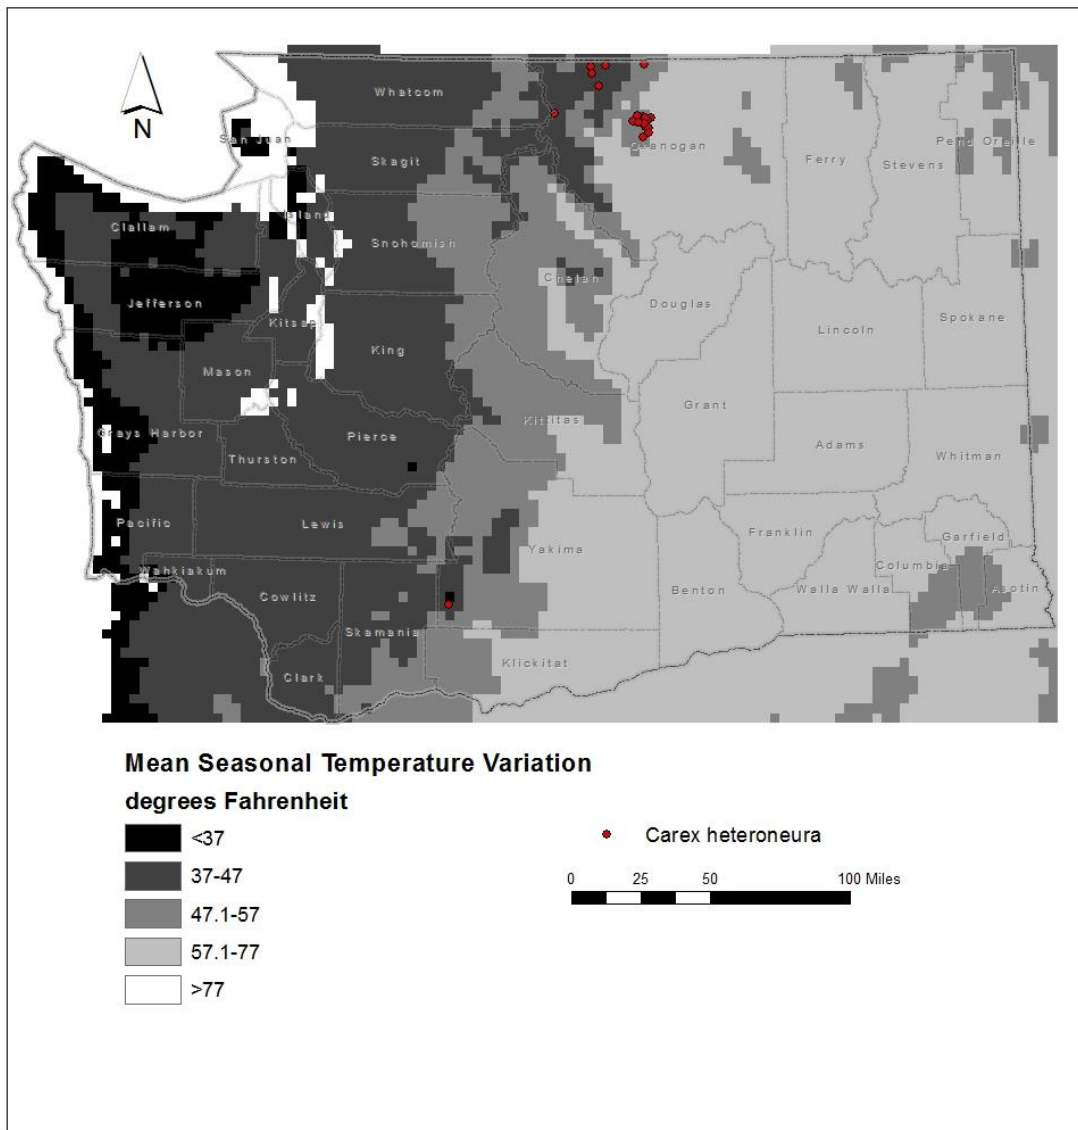 N
Whatcom
San Juan
Okanogan
Pend Oreille
Ferry
Stevens
Skagit
Island
Clallam
Snohomish
Chelan
Jefferson
Douglas
Kitsap
Lincoln
Spokane
King
Mason
Grant
Kittitas
Grays Harbor
Pierce
Adams
Thurston
Whitman
Pacific
Lewis
Franklin
Garfield
Yakima
Wahkiakum
Columbia
Cowlitz
Benton
Walla Walla
Asotin
Skamania
Klickitat
Clark
Mean Seasonal Temperature Variation
degrees Fahrenheit
<37
37-47
47.1-57
57.1-77
>77
Carex heteroneura
0 25 50 100 Miles